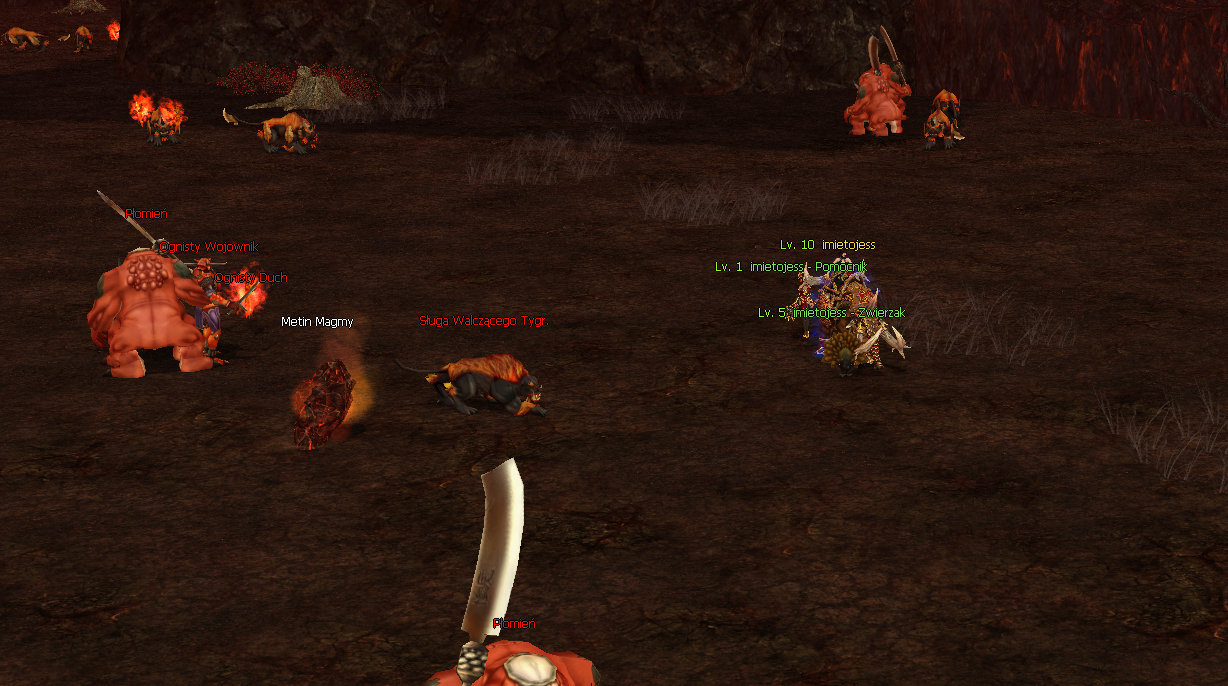 Płomień
Ognisty Wojownik
Lv. 10 imietojess
Ognisty Duch
Lv. 1 imietojess - Pomocnik
Metin Magmy
Sługa Walczącego Tygr.
Lv. 5 imietojess - Zwierzak
Płomień